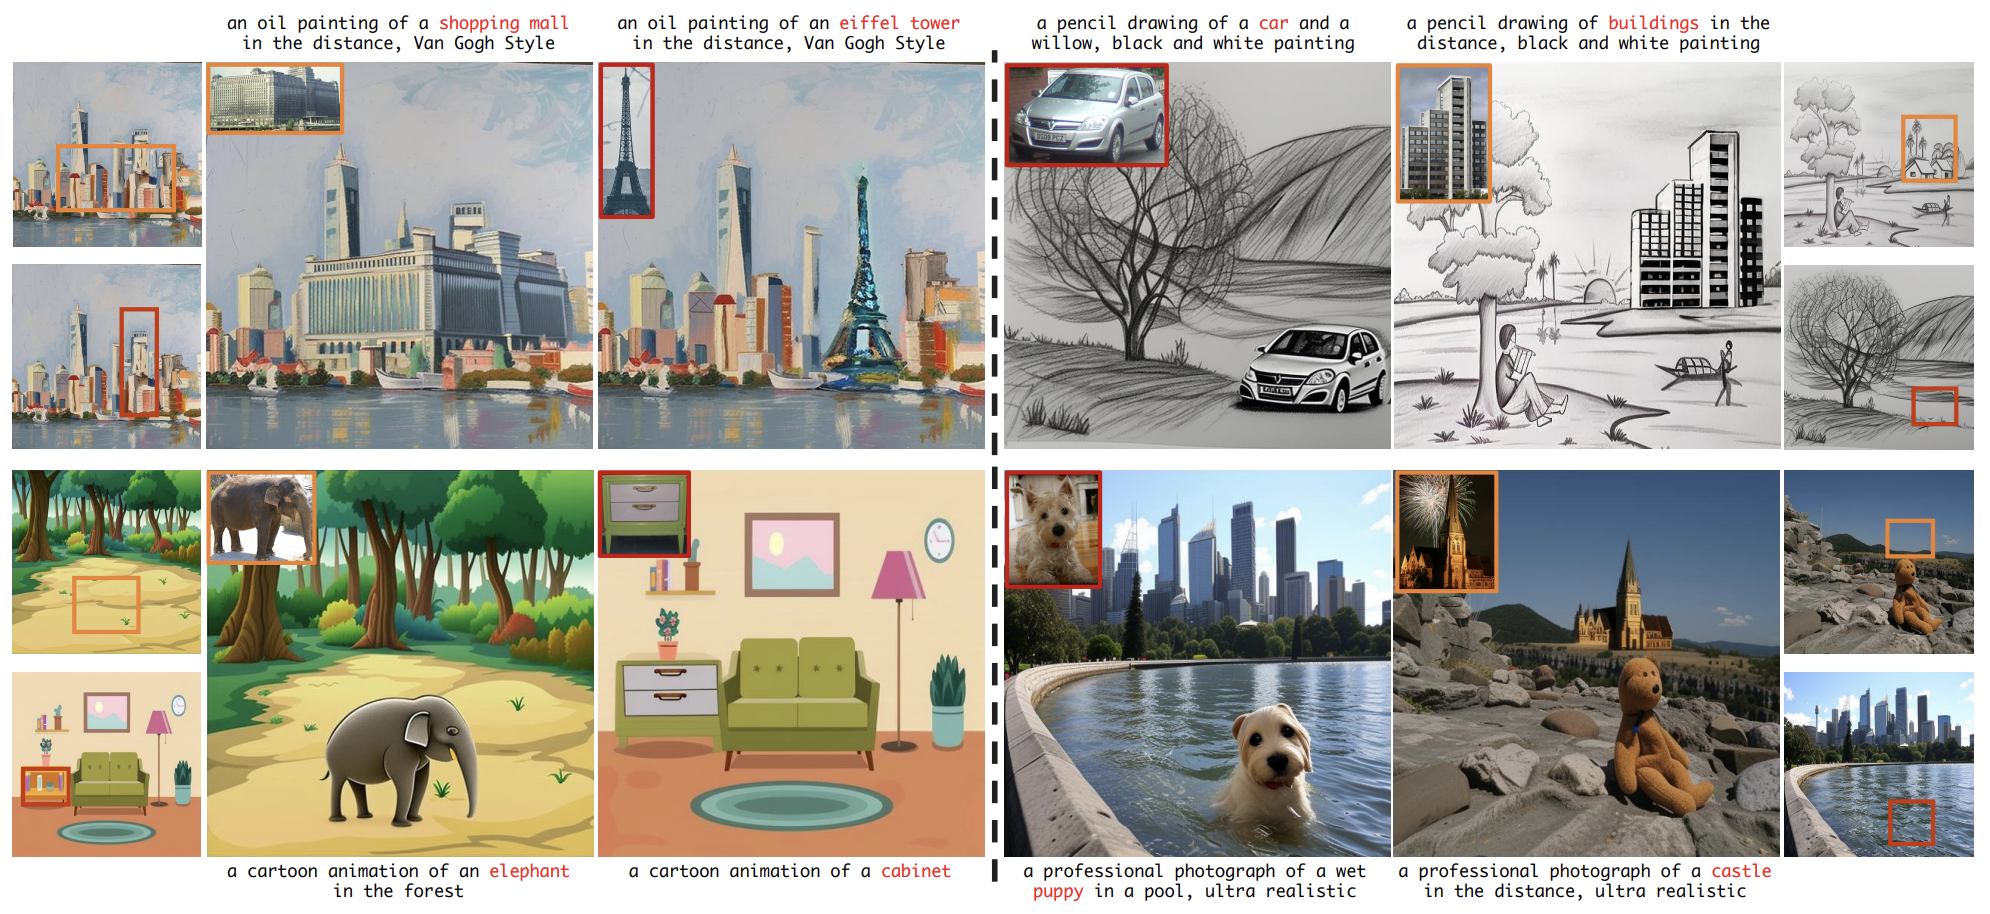 an oil painting of a shopping mall
in the distance, Van Gogh Style
an oil painting of an eiffel tower
in the distance, Van Gogh Style
a pencil drawing of a car and a
willow, black and white painting
a pencil drawing of buildings in the
distance, black and white painting
a cartoon animation of an elephant
in the forest
a cartoon animation of a cabinet
a professional photograph of a wet
puppy in a pool, ultra realistic
a professional photograph of a castle
in the distance, ultra realistic